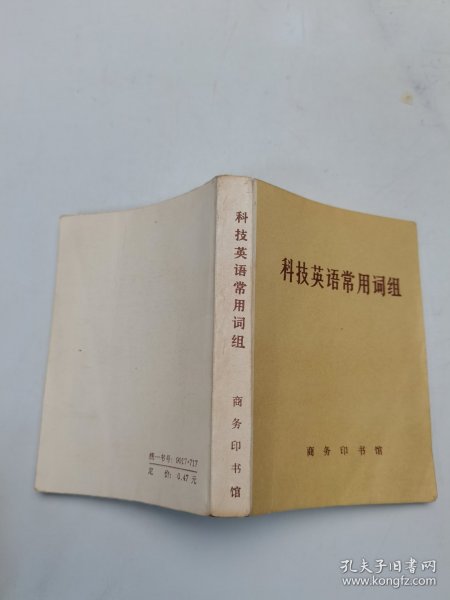 科技英语常用词组
商务印书馆
科技英语常用词组
商务印书馆
统一书号：9017·717
定 价：0.47 元
孔夫子旧书网
www.kongfz.com